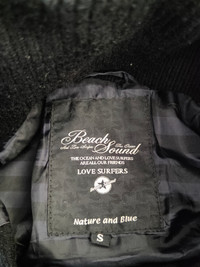 Beach
Sound
THE OCEAN AND LOVE SURFERS
ARE ALL OUR FRIENDS
LOVE SURFERS
Nature and Blue
S